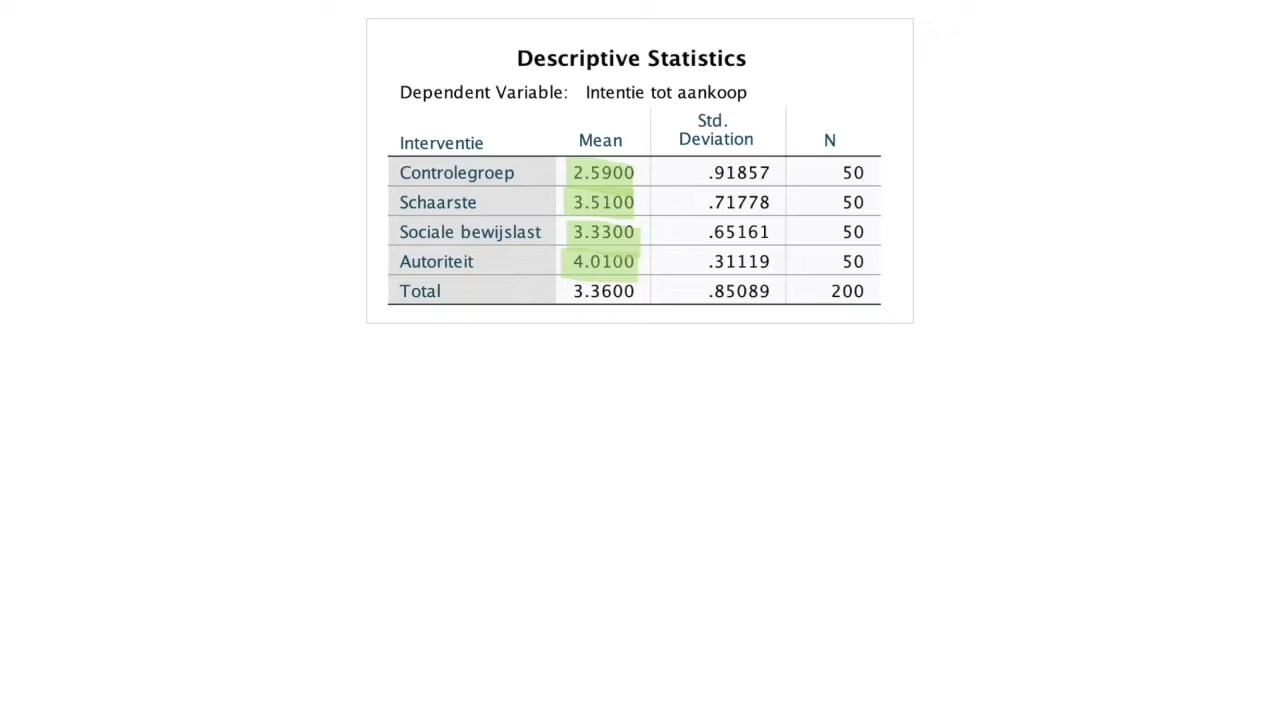 Descriptive Statistics
Dependent Variable: Intentie tot aankoop
Interventie Mean Std. Deviation N
Controlegroep 2.5900 .91857 50
Schaarste 3.5100 .71778 50
Sociale bewijslast 3.3300 .65161 50
Autoriteit 4.0100 .31119 50
Total 3.3600 .85089 200